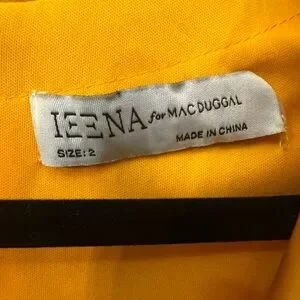 IEENA for MAC DUGGAL
SIZE: 2 MADE IN CHINA